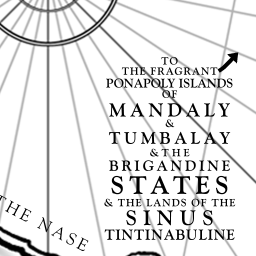 TO
THE FRAGRANT
PONAPOLY ISLANDS
OF
MANDALY
&
TUMBALAY
& THE
BRIGANDINE
STATES
& THE LANDS OF THE
SINUS
TINTINABULINE
THE NASE